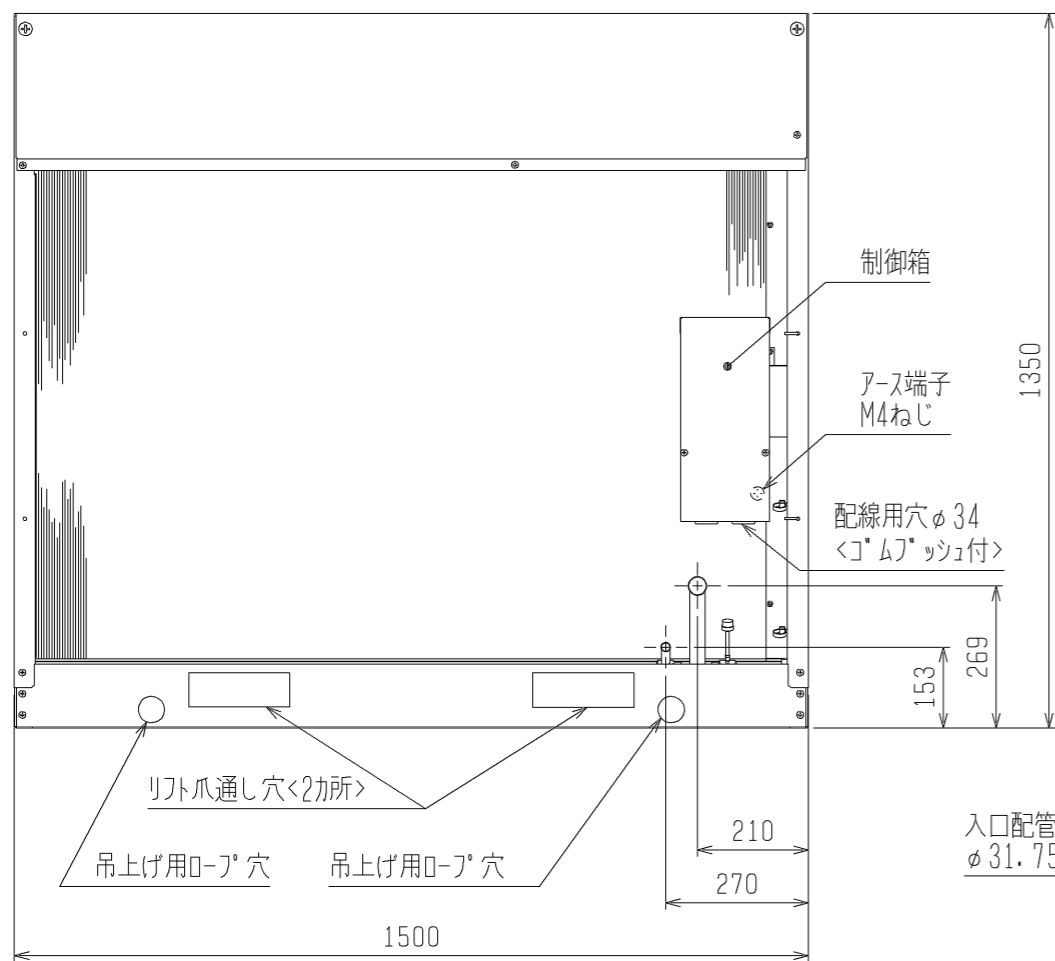 制御箱
1350
アース端子
M4ねじ
配線用穴φ34
<ゴムブッシュ付>
269
153
リフト爪通し穴<2カ所>
210
入口配管
φ31.75
吊上げ用ロープ穴
吊上げ用ロープ穴
270
1500